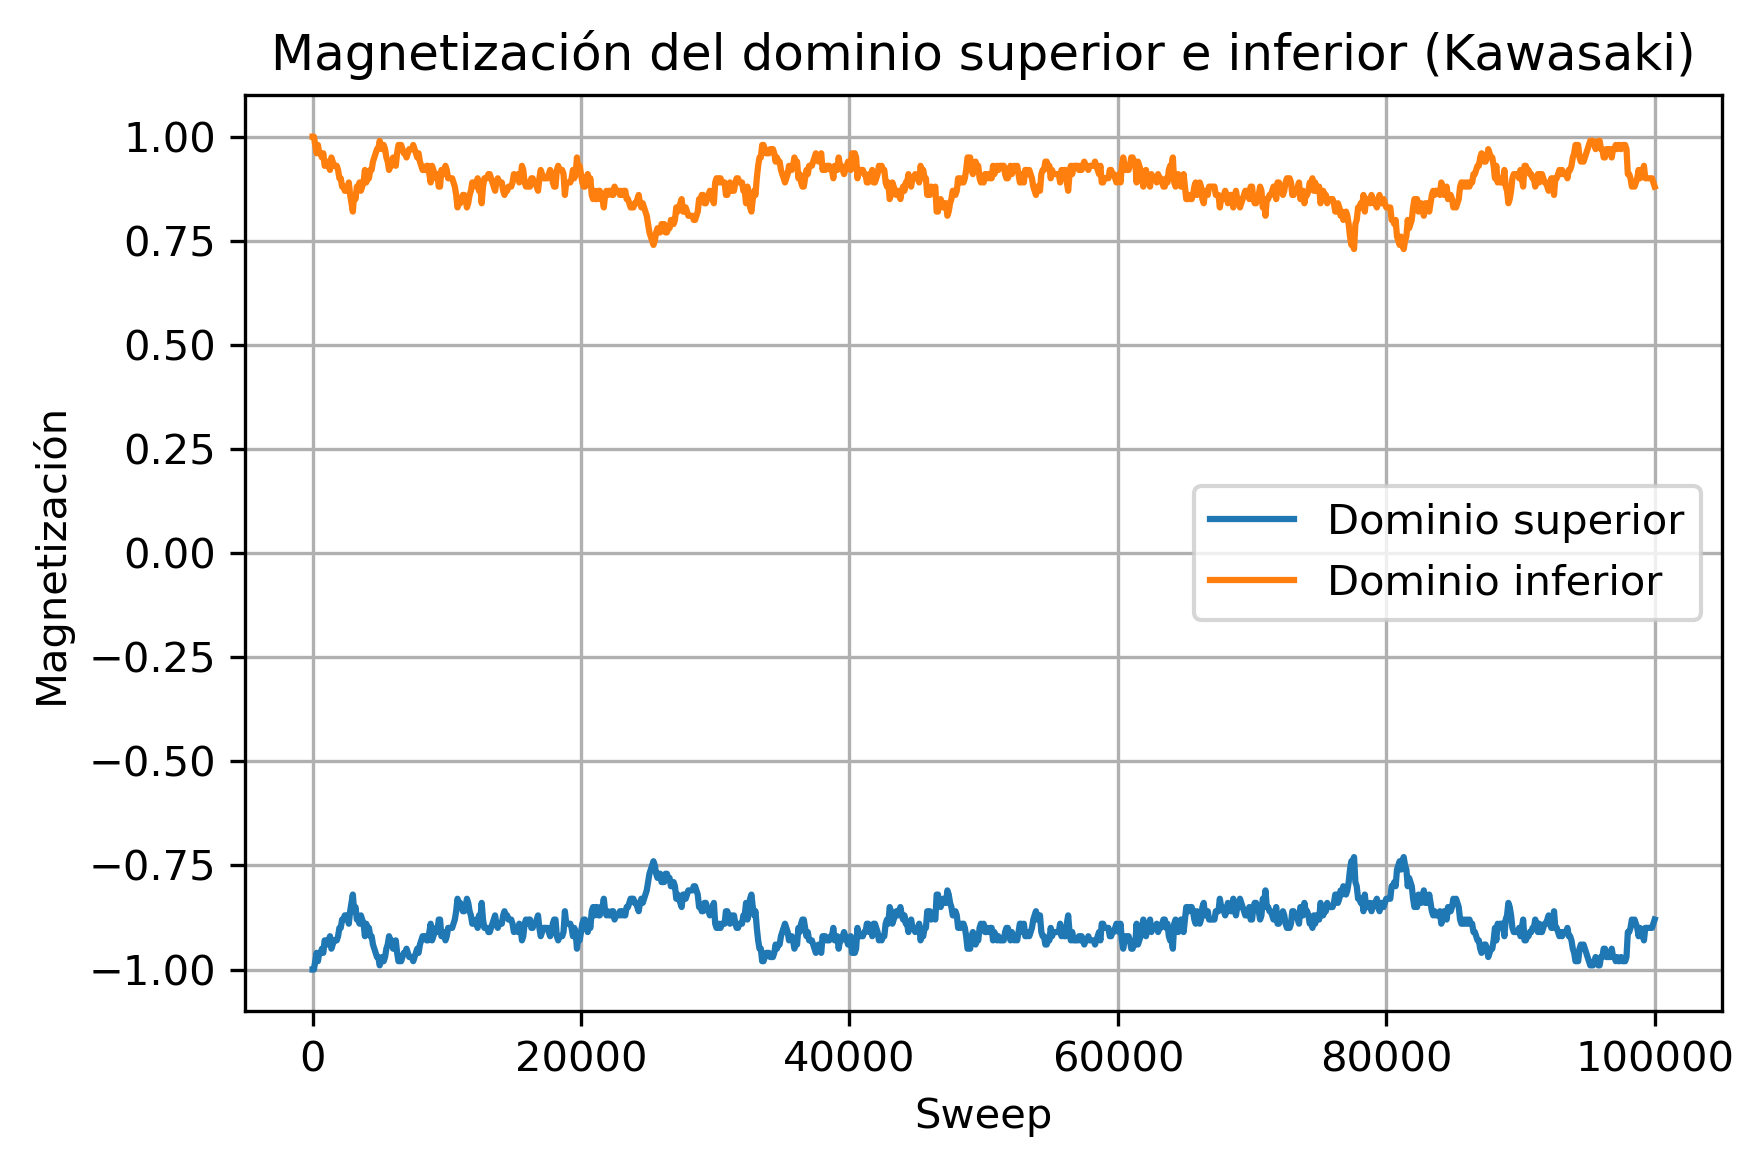 Magnetización del dominio superior e inferior (Kawasaki)
1.00
0.75
0.50
0.25
0.00
−0.25
−0.50
−0.75
−1.00
Magnetización
Dominio superior
Dominio inferior
0 20000 40000 60000 80000 100000
Sweep